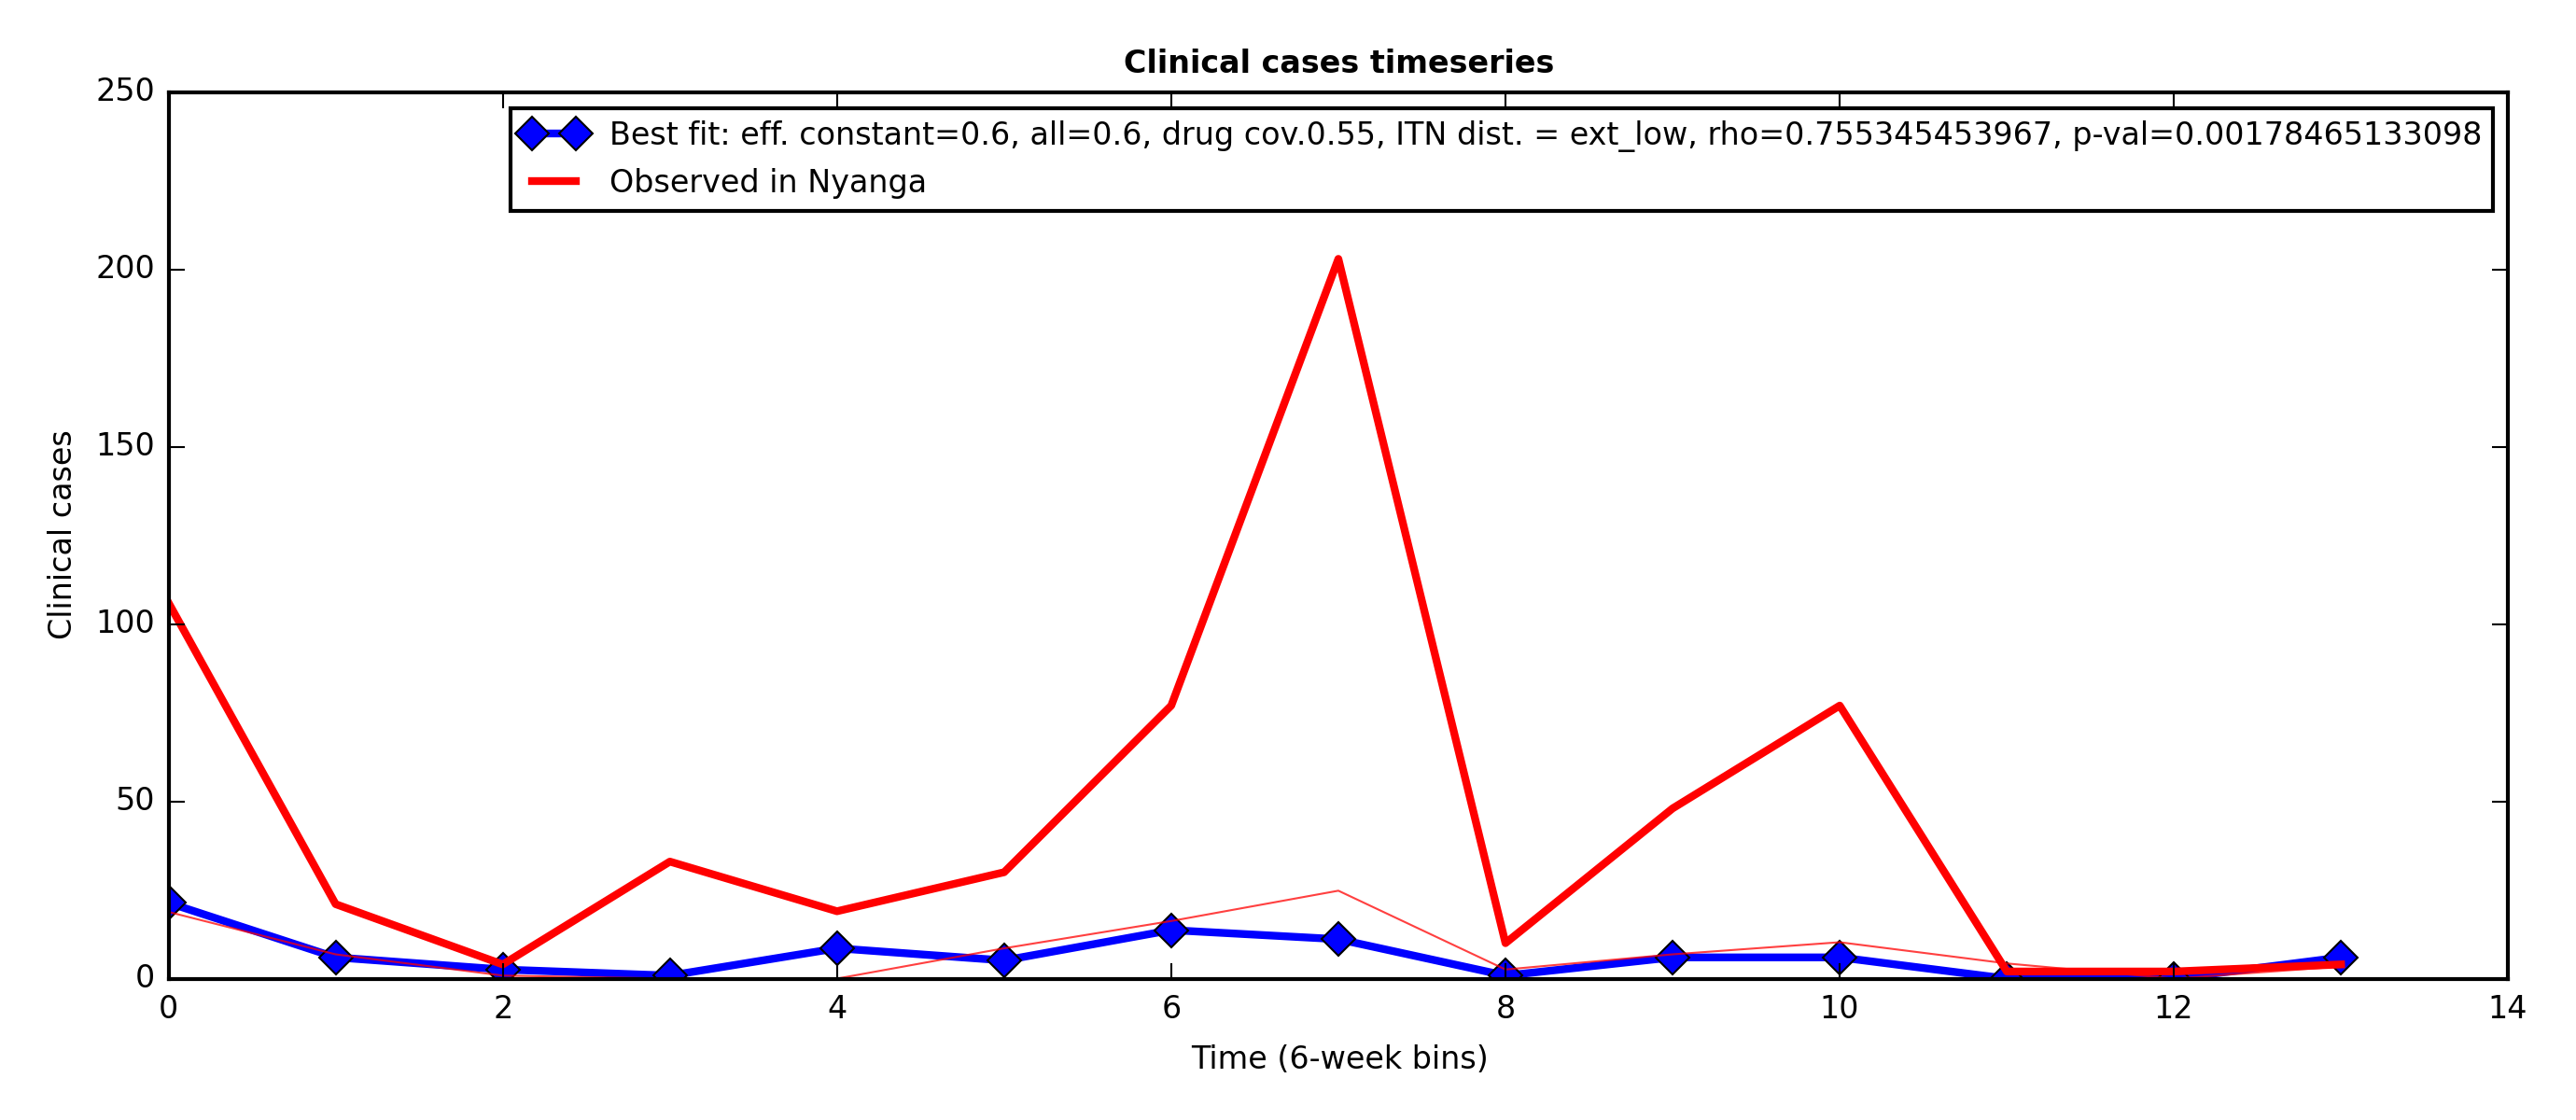 Clinical cases timeseries
250
200
150
100
50
0
Clinical cases
Best fit: eff. constant=0.6, all=0.6, drug cov.0.55, ITN dist. = ext_low, rho=0.755345453967, p-val=0.00178465133098
Observed in Nyanga
0 2 4 6 8 10 12 14
Time (6-week bins)